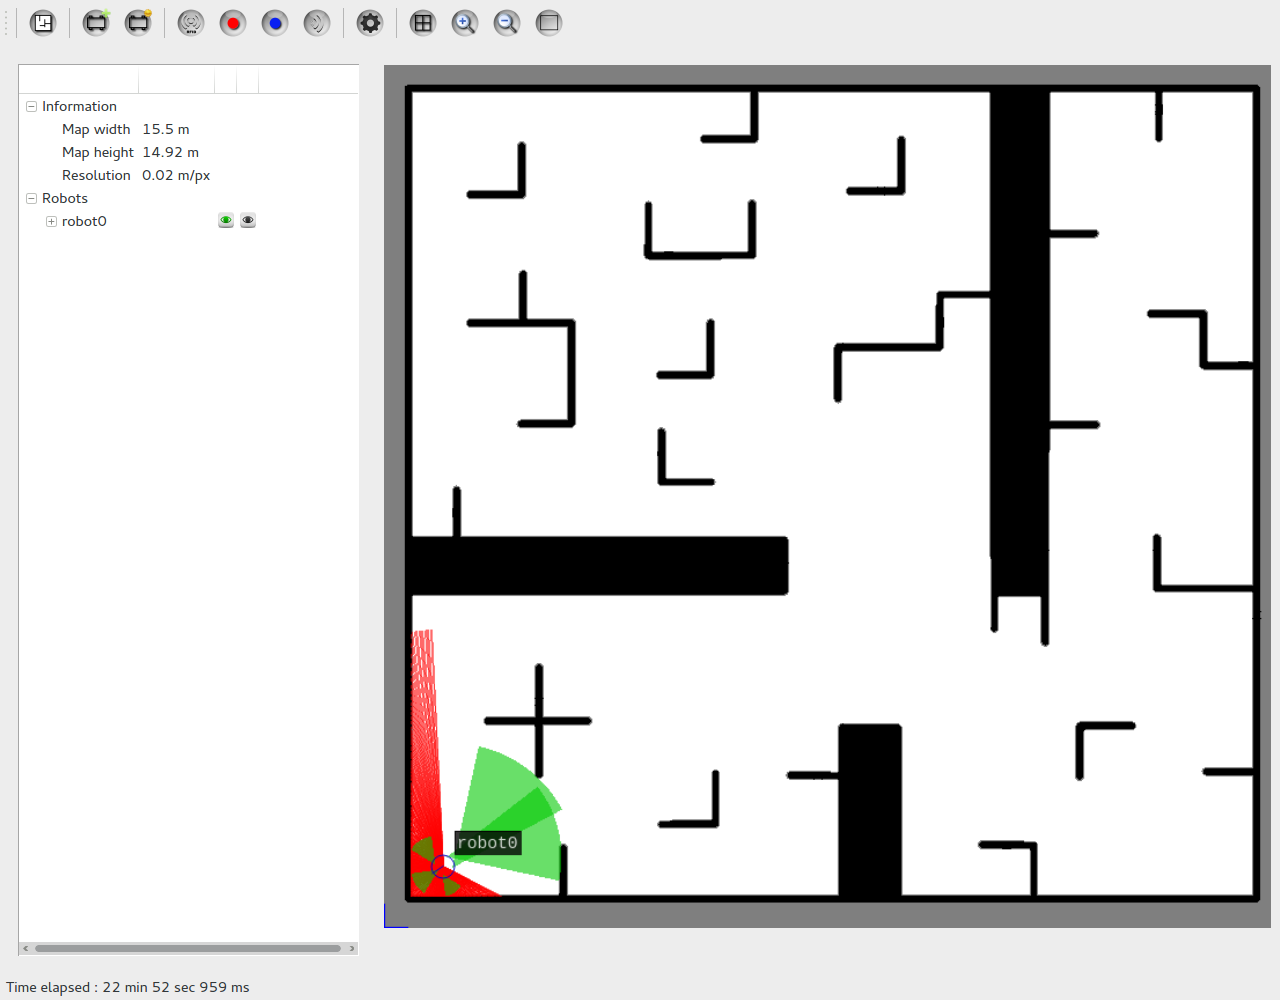 Information
Map width 15.5 m
Map height 14.92 m
Resolution 0.02 m/px
Robots
robot0
robot0
Time elapsed : 22 min 52 sec 959 ms